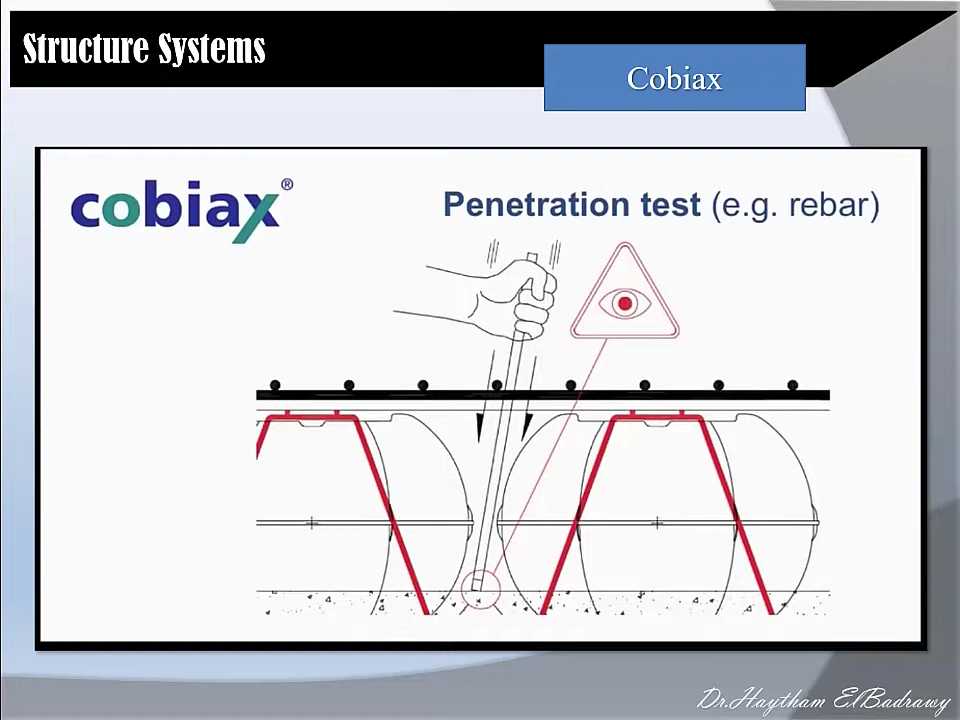 Structure Systems
Cobiax
cobiax®
Penetration test (e.g. rebar)
Dr.Haytham ElBadrawy